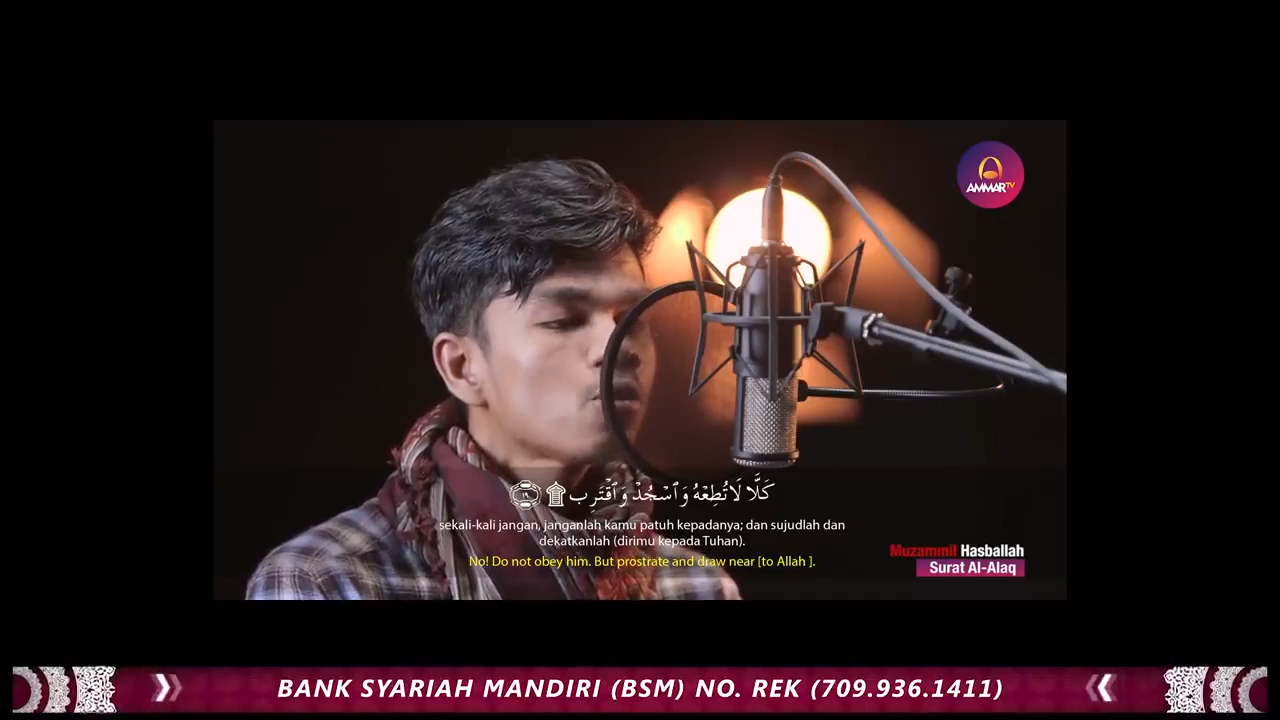 AMMAR TV
كَلَّا لَا تُطِعْهُ وَٱسْجُدْ وَٱقْتَرِب ۩ ١٩
sekali-kali jangan, janganlah kamu patuh kepadanya; dan sujudlah dan
dekatkanlah (dirimu kepada Tuhan).
No! Do not obey him. But prostrate and draw near [to Allah ].
Muzammil Hasballah
Surat Al-Alaq
BANK SYARIAH MANDIRI (BSM) NO. REK (709.936.1411)